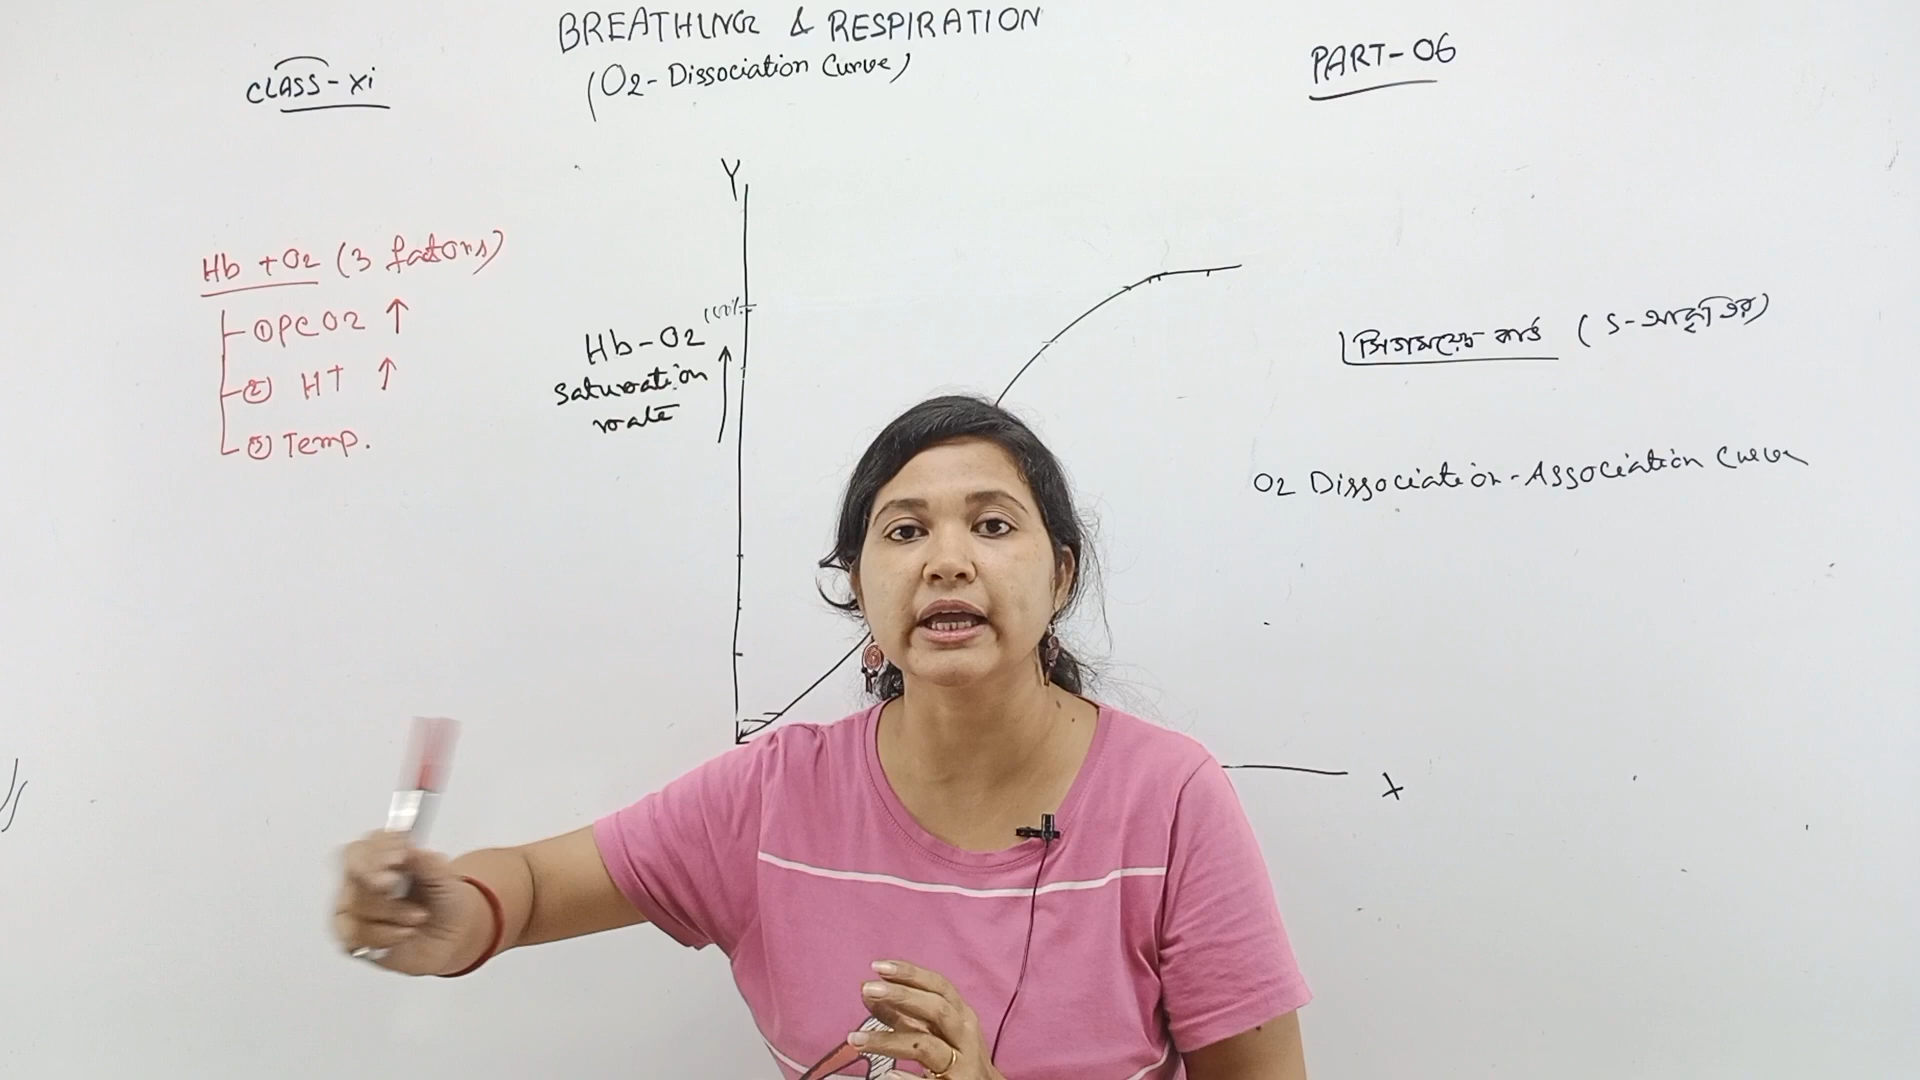 BREATHING & RESPIRATION
(O2-Dissociation Curve)
CLASS-XI
PART-06
Y
Hb + O2 (3 factors)
① PCO2 ↑
② H+ ↑
③ Temp.
100%
Hb-O2
saturation
rate
সিগময়েড কার্ভ (S-আকৃতির)
O2 Dissociation-Association Curve
X